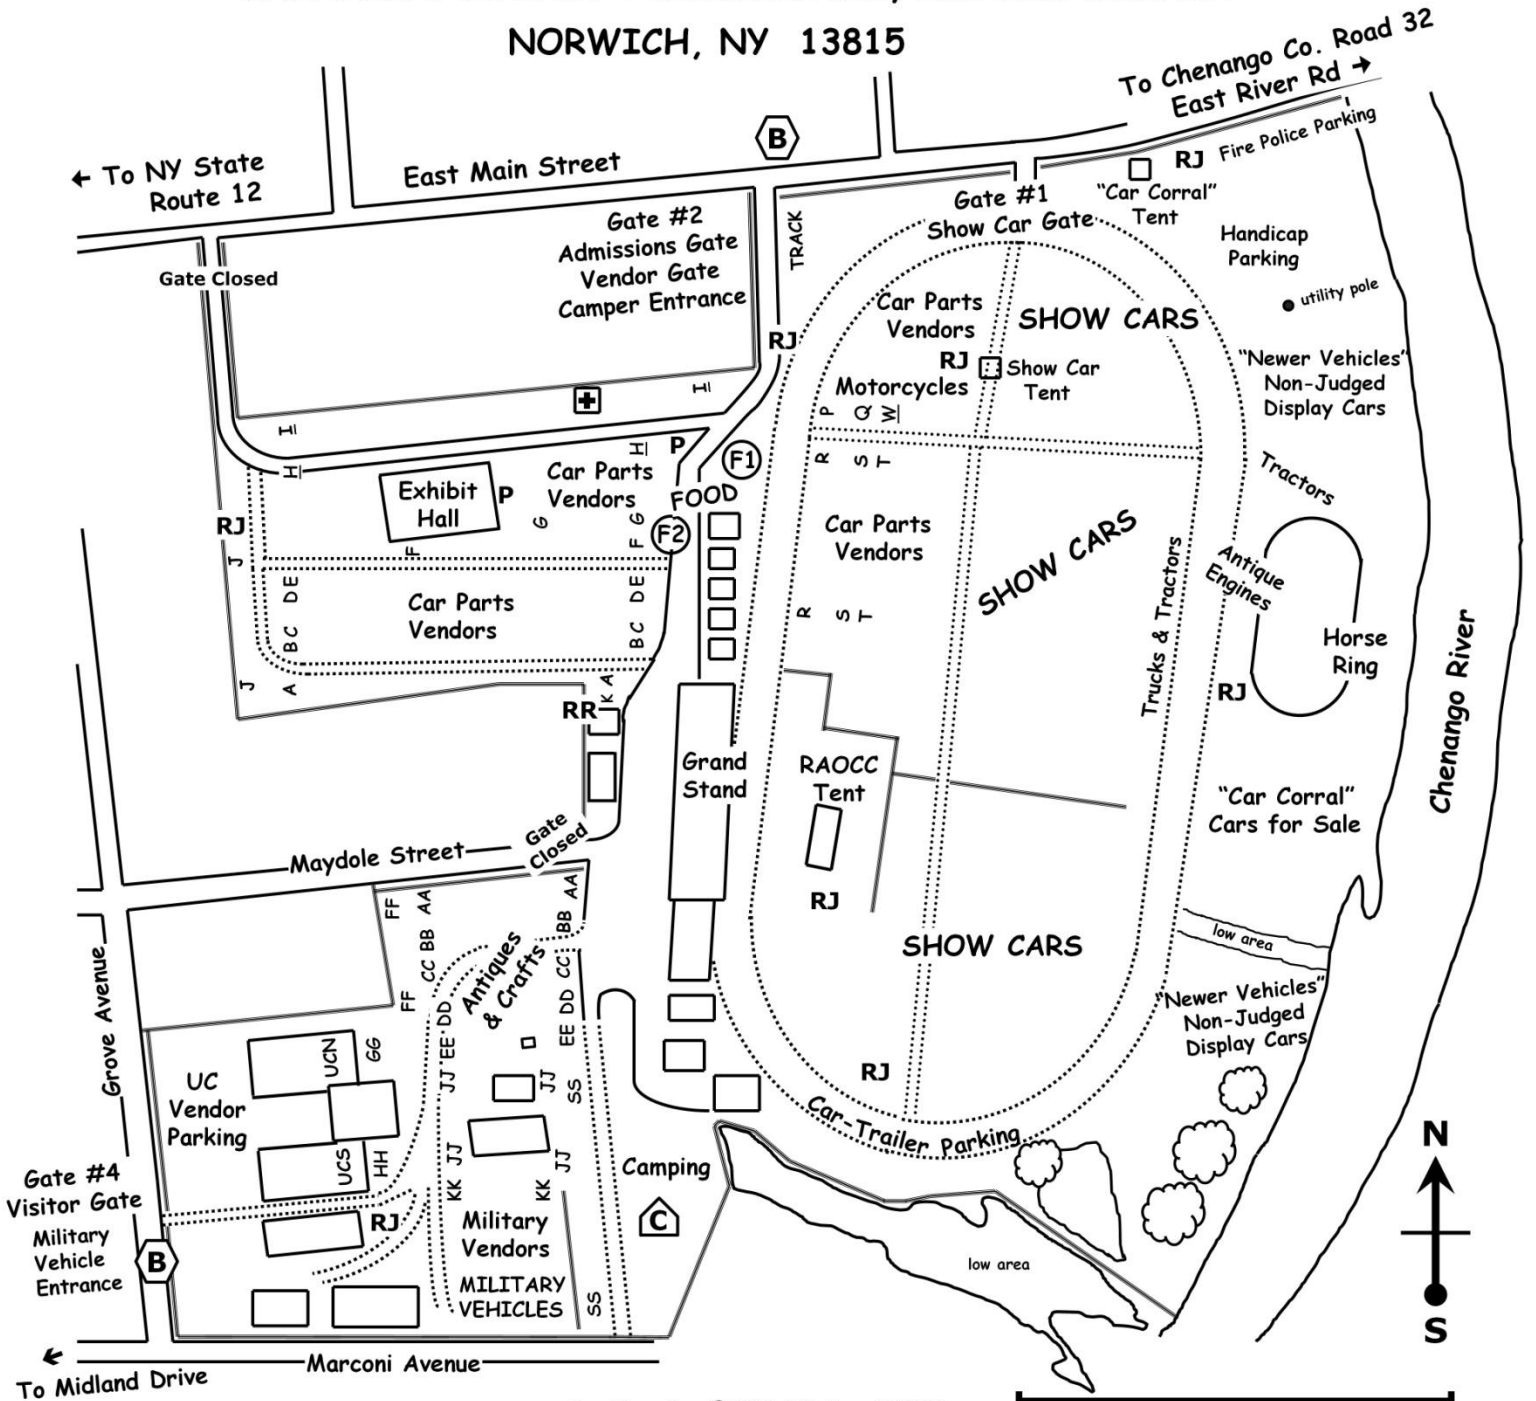 NORWICH, NY 13815
To Chenango Co. Road 32
East River Rd →
B
← To NY State
Route 12
East Main Street
Fire Police Parking
RJ
"Car Corral"
Tent
Gate #1
Show Car Gate
Gate #2
Admissions Gate
Vendor Gate
Camper Entrance
TRACK
Handicap
Parking
Gate Closed
utility pole
Car Parts
Vendors
SHOW CARS
RJ
RJ
Show Car
Tent
"Newer Vehicles"
Non-Judged
Display Cars
Motorcycles
I
I
P
Q
W
H
H
P
F1
R
S
T
Tractors
Exhibit
Hall
P
Car Parts
Vendors
FOOD
RJ
G
F G
F2
Car Parts
Vendors
SHOW CARS
F
J
Antique
Engines
Trucks & Tractors
DE
DE
Car Parts
Vendors
BC
BC
R
S
T
Horse
Ring
Chenango River
J
A
K A
RJ
RR
Grand
Stand
RAOCC
Tent
"Car Corral"
Cars for Sale
Maydole Street
Gate
Closed
RJ
FF
AA
AA
BB
BB
CC
CC
FF
DD
DD
EE
EE
Antiques
& Crafts
SHOW CARS
low area
Grove Avenue
"Newer Vehicles"
Non-Judged
Display Cars
UCN
GG
JJ
JJ
SS
RJ
UC
Vendor
Parking
Car-Trailer Parking
UCS
HH
JJ
JJ
KK
KK
Camping
C
N
Gate #4
Visitor Gate
Military
Vehicle
Entrance
B
RJ
Military
Vendors
MILITARY
VEHICLES
SS
low area
S
Marconi Avenue
←
To Midland Drive